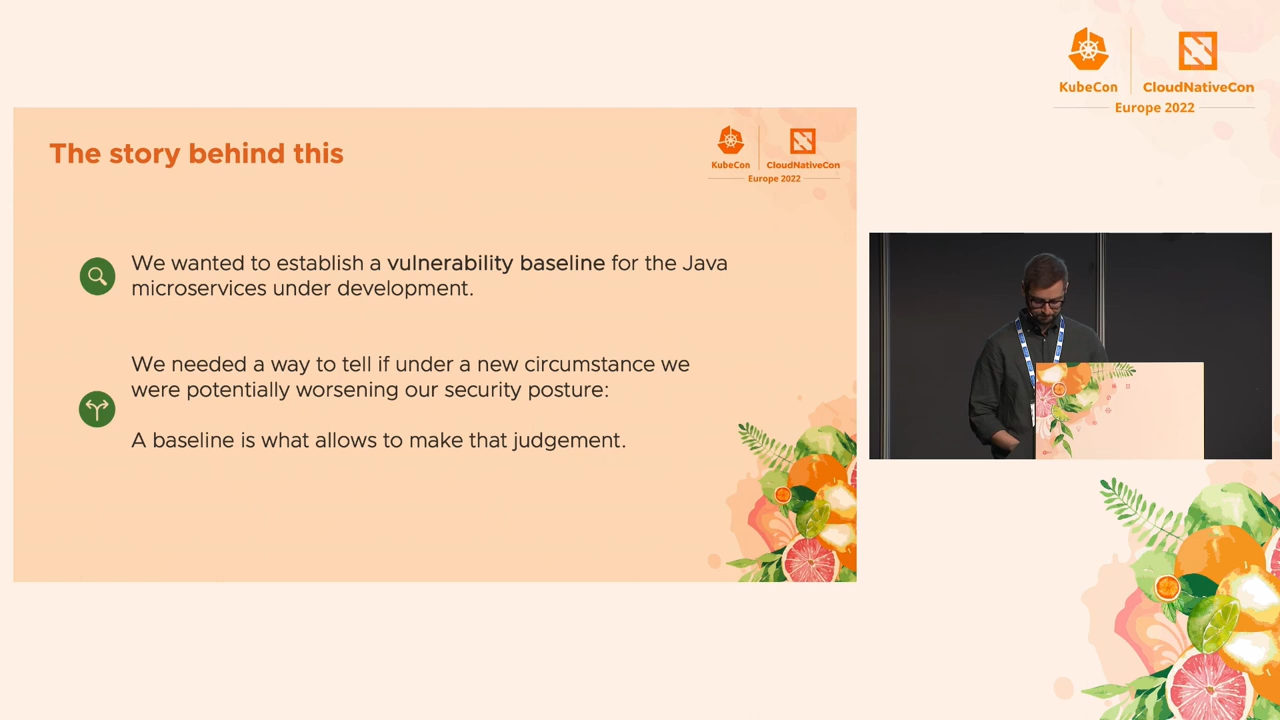 KubeCon
CloudNativeCon
Europe 2022
The story behind this
KubeCon
CloudNativeCon
Europe 2022
We wanted to establish a vulnerability baseline for the Java
microservices under development.
We needed a way to tell if under a new circumstance we
were potentially worsening our security posture:
A baseline is what allows to make that judgement.